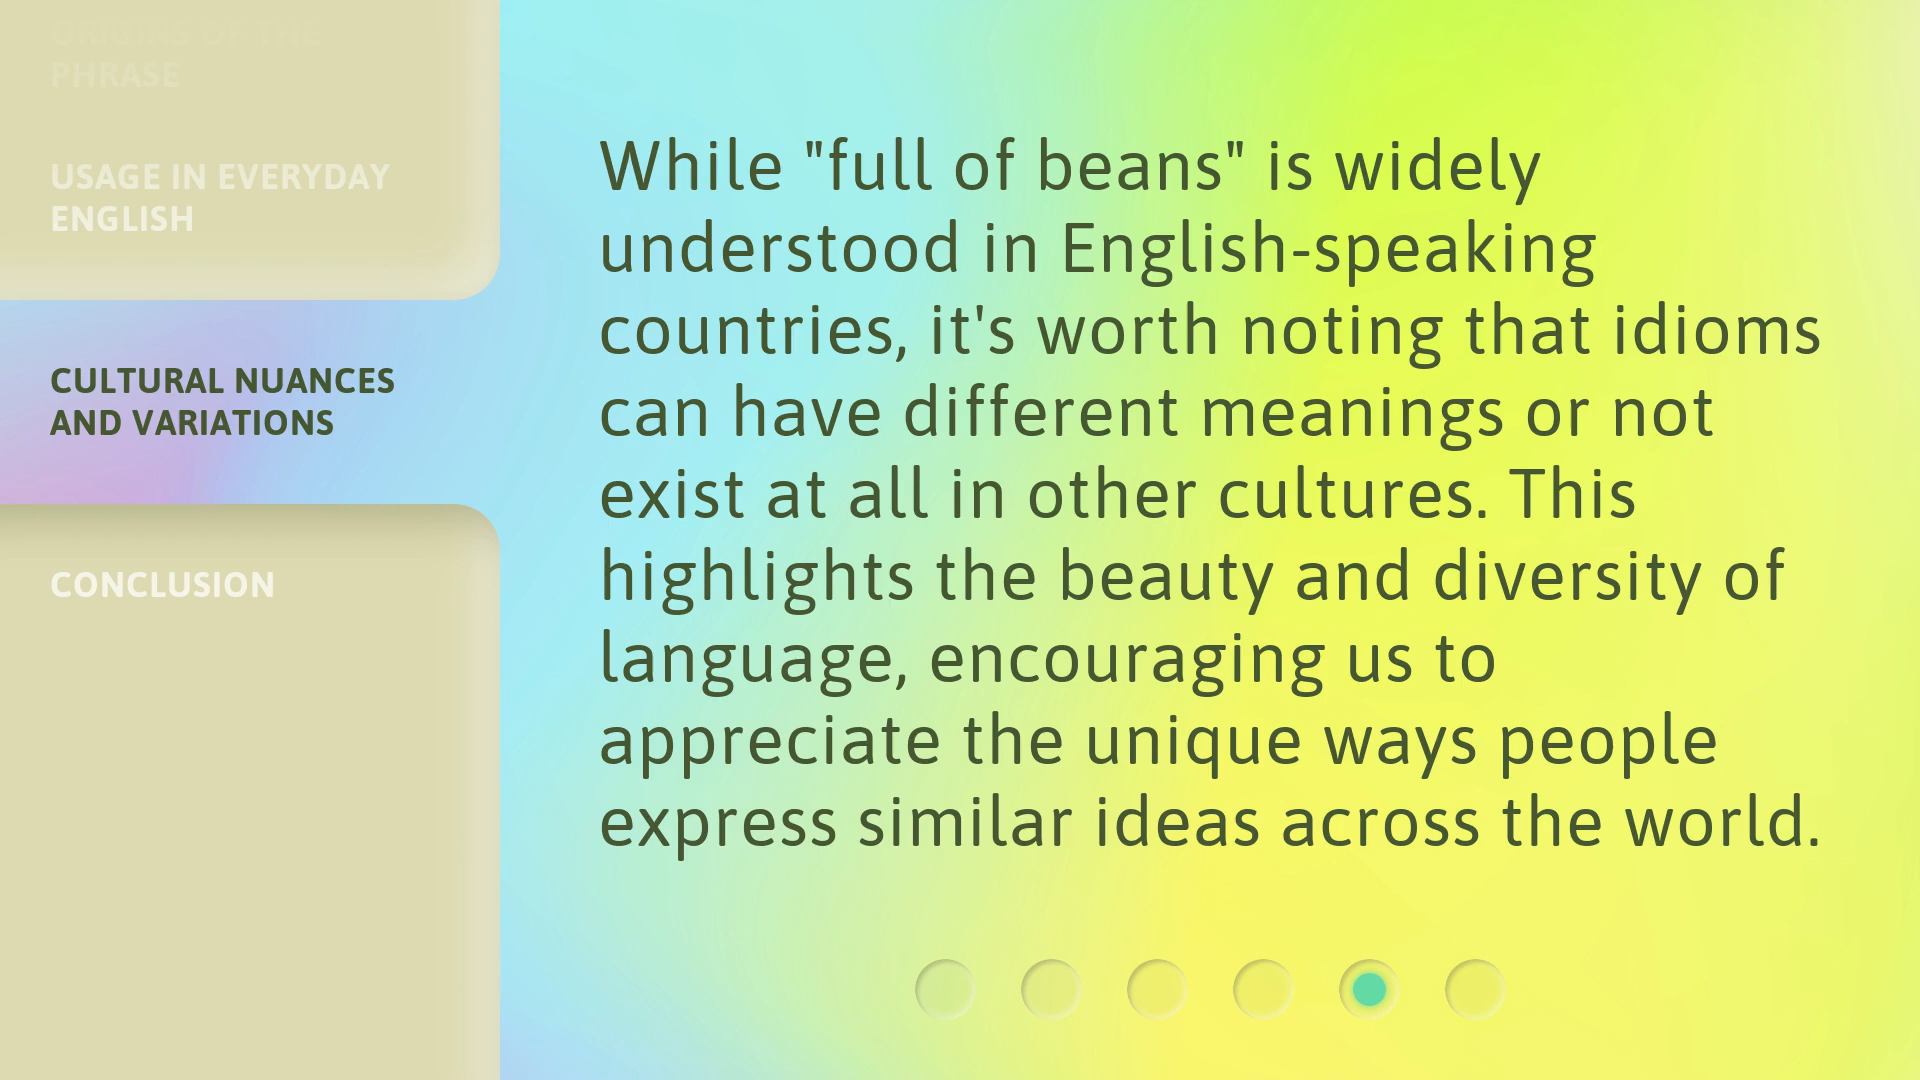 ORIGINS OF THE
PHRASE
USAGE IN EVERYDAY
ENGLISH
CULTURAL NUANCES
AND VARIATIONS
CONCLUSION
While "full of beans" is widely
understood in English-speaking
countries, it's worth noting that idioms
can have different meanings or not
exist at all in other cultures. This
highlights the beauty and diversity of
language, encouraging us to
appreciate the unique ways people
express similar ideas across the world.